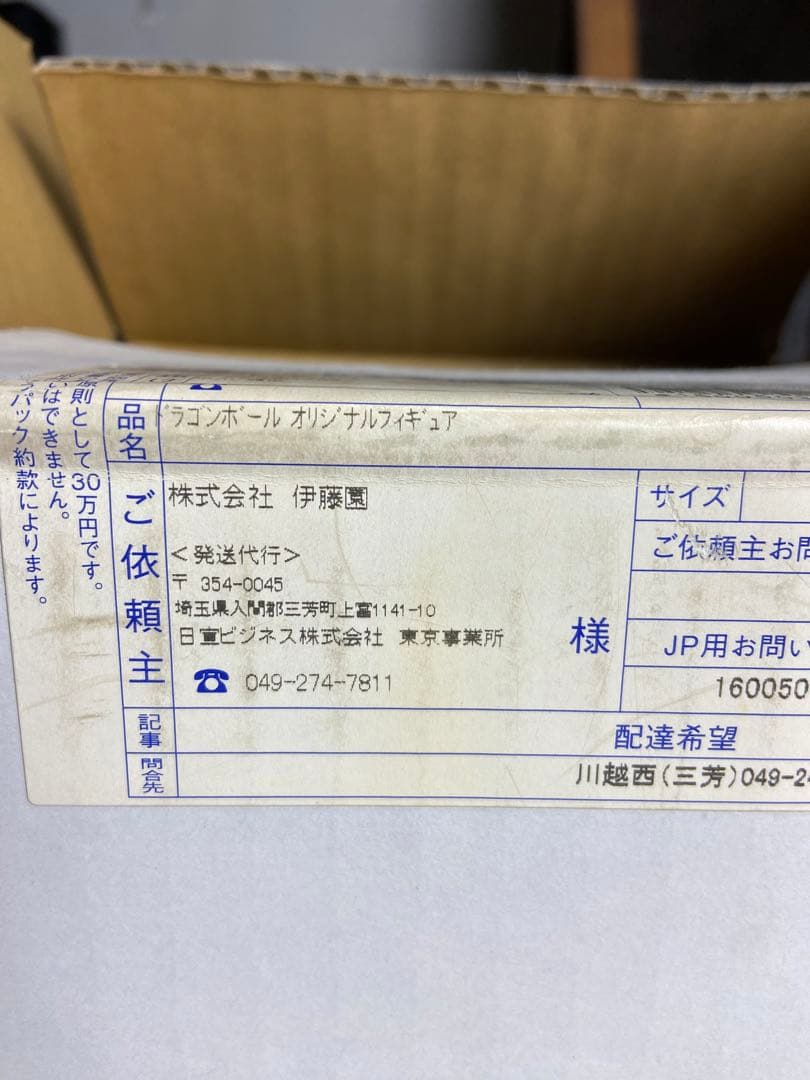 原則として30万円です。
いはできません。
パック約款によります。
品名
ドラゴンボール オリジナルフィギュア
ご依頼主
株式会社 伊藤園
<発送代行>
〒 354-0045
埼玉県入間郡三芳町上富1141-10
日宣ビジネス株式会社 東京事業所
様
☎ 049-274-7811
サイズ
ご依頼主お問
JP用お問い
160050
記事
配達希望
問合先
川越西(三芳)049-24